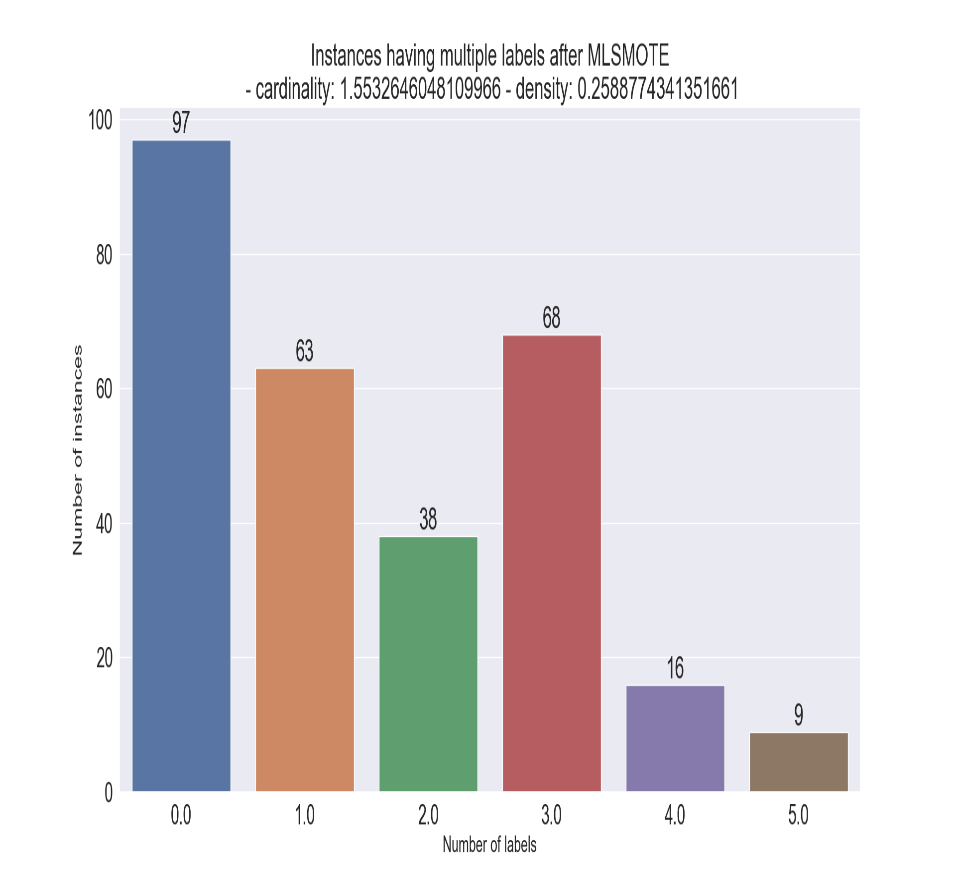 Instances having multiple labels after MLSMOTE
- cardinality: 1.5532646048109966 - density: 0.2588774341351661
100
97
80
68
63
60
Number of instances
40
38
20
16
9
0
0.0 1.0 2.0 3.0 4.0 5.0
Number of labels